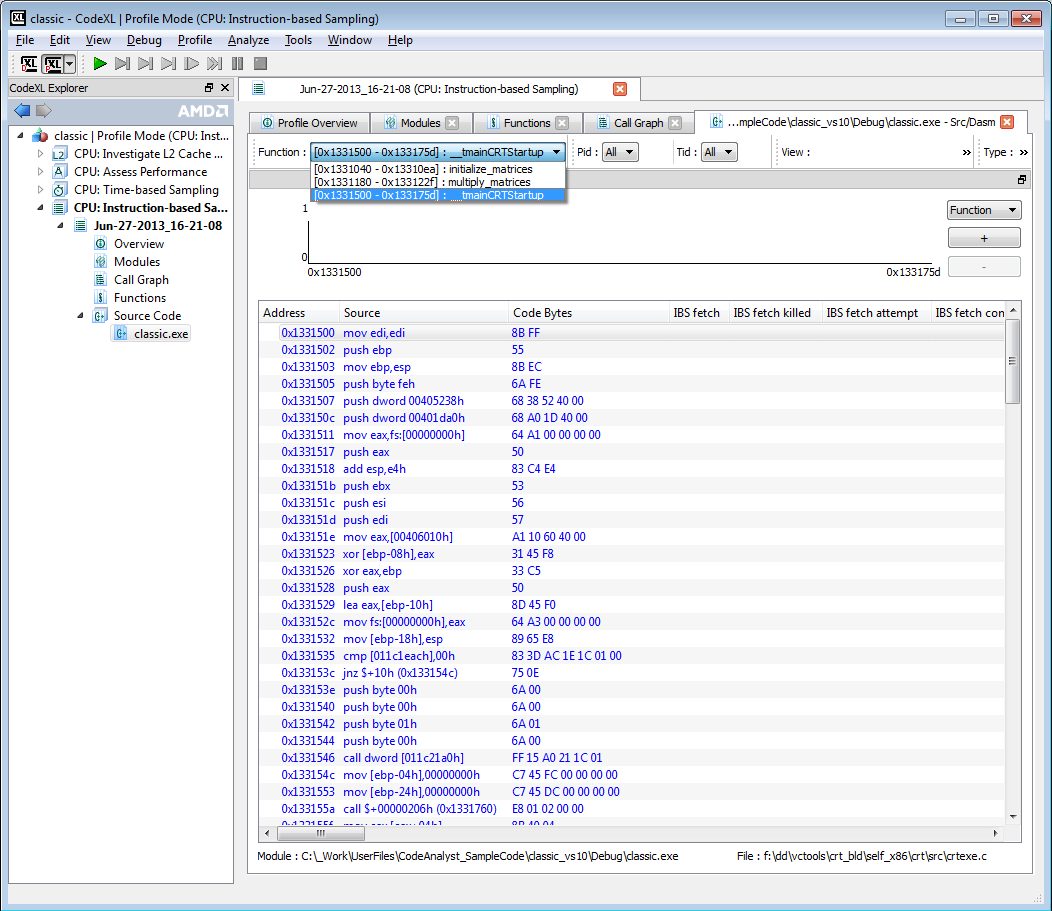 classic - CodeXL | Profile Mode (CPU: Instruction-based Sampling)
File Edit View Debug Profile Analyze Tools Window Help
CodeXL Explorer
AMD
classic | Profile Mode (CPU: Inst...
CPU: Investigate L2 Cache ...
CPU: Assess Performance
CPU: Time-based Sampling
CPU: Instruction-based Sa...
Jun-27-2013_16-21-08
Overview
Modules
Call Graph
Functions
Source Code
classic.exe
Jun-27-2013_16-21-08 (CPU: Instruction-based Sampling)
Profile Overview Modules Functions Call Graph ...mpleCode\classic_vs10\Debug\classic.exe - Src/Dasm
Function : [0x1331500 - 0x133175d] : __tmainCRTStartup Pid : All Tid : All View : » Type : »
[0x1331040 - 0x13310ea] : initialize_matrices
[0x1331180 - 0x133122f] : multiply_matrices
[0x1331500 - 0x133175d] : __tmainCRTStartup
1
0
0x1331500 0x133175d
Function
+
-
Address Source Code Bytes IBS fetch IBS fetch killed IBS fetch attempt IBS fetch con
0x1331500 mov edi,edi 8B FF
0x1331502 push ebp 55
0x1331503 mov ebp,esp 8B EC
0x1331505 push byte feh 6A FE
0x1331507 push dword 00405238h 68 38 52 40 00
0x133150c push dword 00401da0h 68 A0 1D 40 00
0x1331511 mov eax,fs:[00000000h] 64 A1 00 00 00 00
0x1331517 push eax 50
0x1331518 add esp,e4h 83 C4 E4
0x133151b push ebx 53
0x133151c push esi 56
0x133151d push edi 57
0x133151e mov eax,[00406010h] A1 10 60 40 00
0x1331523 xor [ebp-08h],eax 31 45 F8
0x1331526 xor eax,ebp 33 C5
0x1331528 push eax 50
0x1331529 lea eax,[ebp-10h] 8D 45 F0
0x133152c mov fs:[00000000h],eax 64 A3 00 00 00 00
0x1331532 mov [ebp-18h],esp 89 65 E8
0x1331535 cmp [011c1each],00h 83 3D AC 1E 1C 01 00
0x133153c jnz $+10h (0x133154c) 75 0E
0x133153e push byte 00h 6A 00
0x1331540 push byte 00h 6A 00
0x1331542 push byte 01h 6A 01
0x1331544 push byte 00h 6A 00
0x1331546 call dword [011c21a0h] FF 15 A0 21 1C 01
0x133154c mov [ebp-04h],00000000h C7 45 FC 00 00 00 00
0x1331553 mov [ebp-24h],00000000h C7 45 DC 00 00 00 00
0x133155a call $+00000206h (0x1331760) E8 01 02 00 00
Module : C:\_Work\UserFiles\CodeAnalyst_SampleCode\classic_vs10\Debug\classic.exe File : f:\dd\vctools\crt_bld\self_x86\crt\src\crtexe.c